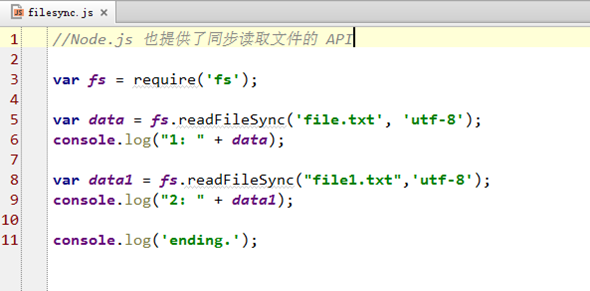 filesync.js
1 //Node.js 也提供了同步读取文件的 API
2
3 var fs = require('fs');
4
5 var data = fs.readFileSync('file.txt', 'utf-8');
6 console.log("1: " + data);
7
8 var data1 = fs.readFileSync("file1.txt",'utf-8');
9 console.log("2: " + data1);
10
11 console.log('ending.');